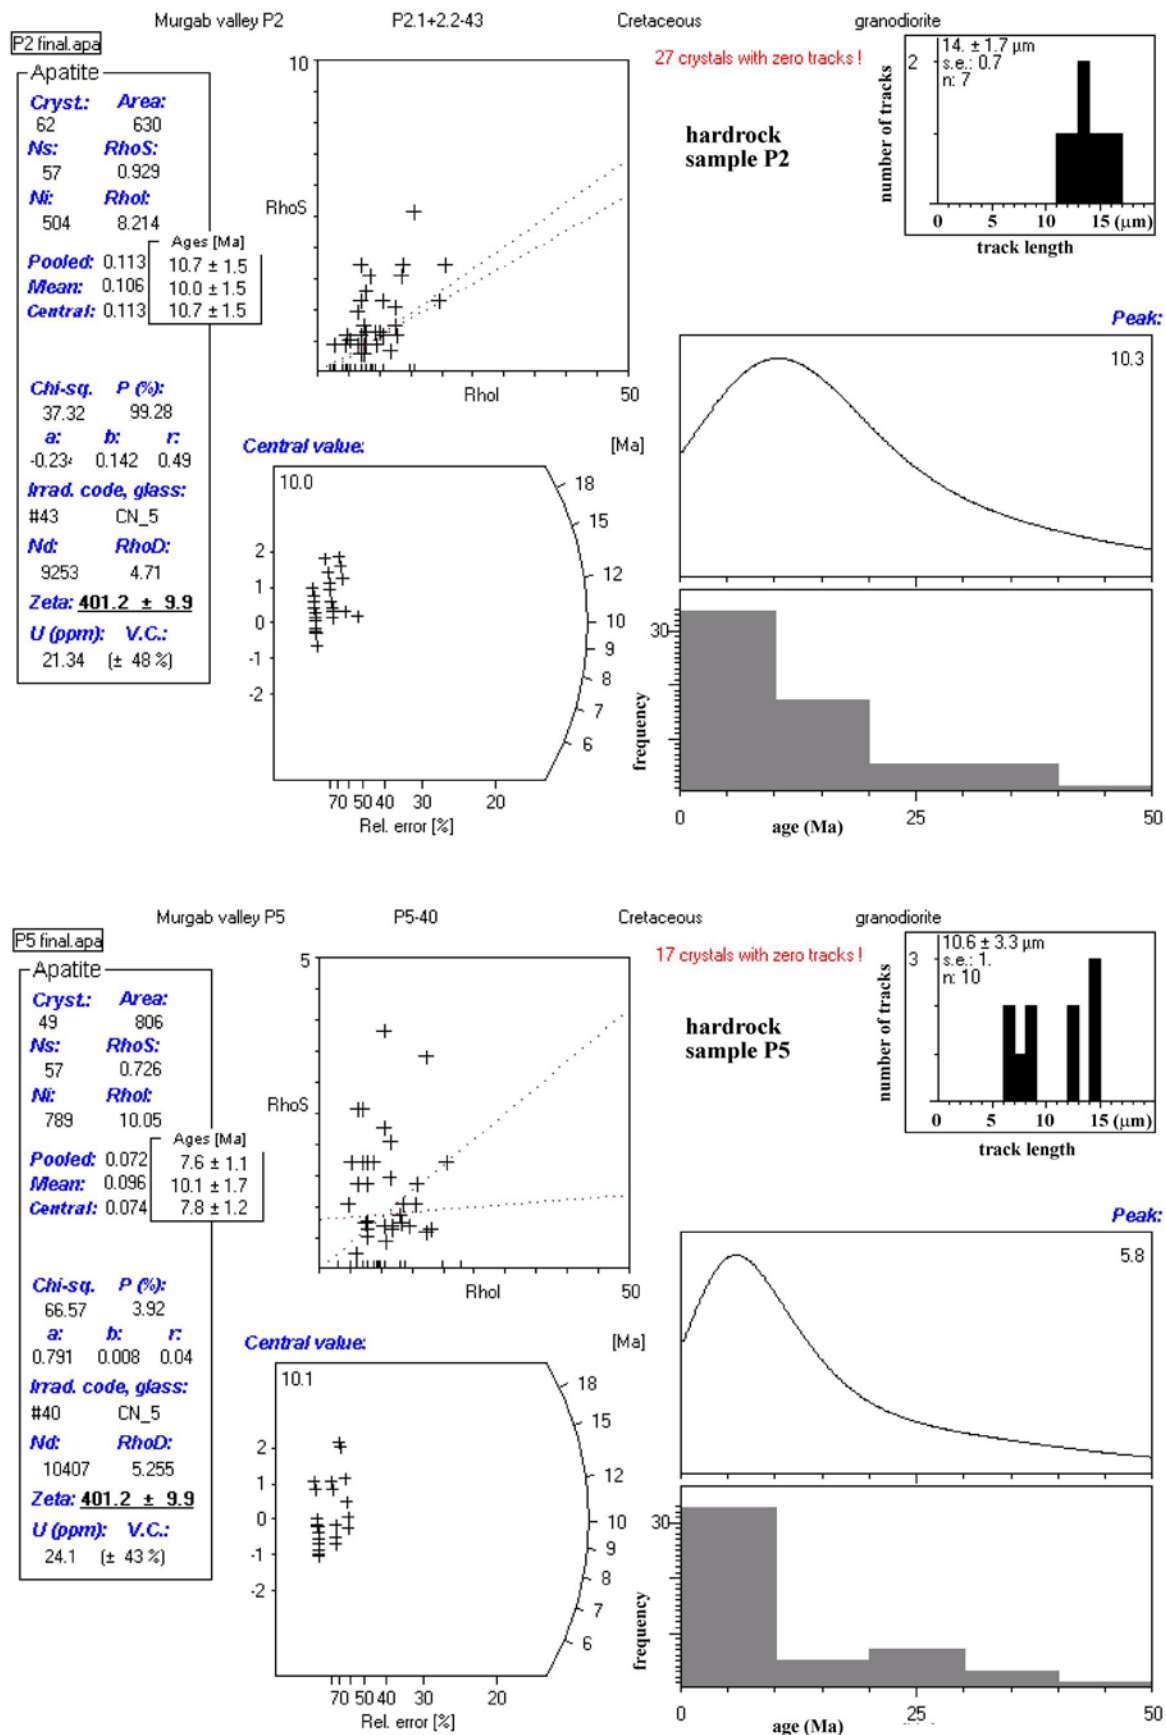 Murgab valley P2 P2.1+2.2-43 Cretaceous granodiorite
P2 final.apa
Apatite
Cryst.: Area:
62 630
Ns: RhoS:
57 0.929
Ni: RhoI:
504 8.214
Ages [Ma]
Pooled: 0.113 10.7 ± 1.5
Mean: 0.106 10.0 ± 1.5
Central: 0.113 10.7 ± 1.5
Chi-sq. P (%):
37.32 99.28
a: b: r:
0.142 0.49
Irrad. code, glass:
#43 CN_5
Nd: RhoD:
9253 4.71
Zeta: 401.2 ± 9.9
U (ppm): V.C.:
21.34 (± 48 %)
10
RhoS
RhoI 50
27 crystals with zero tracks !
hardrock
sample P2
14. ± 1.7 µm
s.e.: 0.7
n: 7
2
number of tracks
0 5 10 15 (µm)
track length
Central value: [Ma]
10.0
18
15
12
10
9
8
7
6
2
1
0
-1
-2
70 50 40 30 20
Rel. error [%]
Peak:
10.3
30
frequency
0 25 50
age (Ma)
Murgab valley P5 P5-40 Cretaceous granodiorite
P5 final.apa
Apatite
Cryst.: Area:
49 806
Ns: RhoS:
57 0.726
Ni: RhoI:
789 10.05
Ages [Ma]
Pooled: 0.072 7.6 ± 1.1
Mean: 0.096 10.1 ± 1.7
Central: 0.074 7.8 ± 1.2
Chi-sq. P (%):
66.57 3.92
a: b: r:
0.791 0.008 0.04
Irrad. code, glass:
#40 CN_5
Nd: RhoD:
10407 5.255
Zeta: 401.2 ± 9.9
U (ppm): V.C.:
24.1 (± 43 %)
5
RhoS
RhoI 50
17 crystals with zero tracks !
hardrock
sample P5
10.6 ± 3.3 µm
s.e.: 1.
n: 10
3
number of tracks
0 5 10 15 (µm)
track length
Central value: [Ma]
10.1
18
15
12
10
9
8
7
6
2
1
0
-1
-2
70 50 40 30 20
Rel. error [%]
Peak:
5.8
30
frequency
0 25 50
age (Ma)